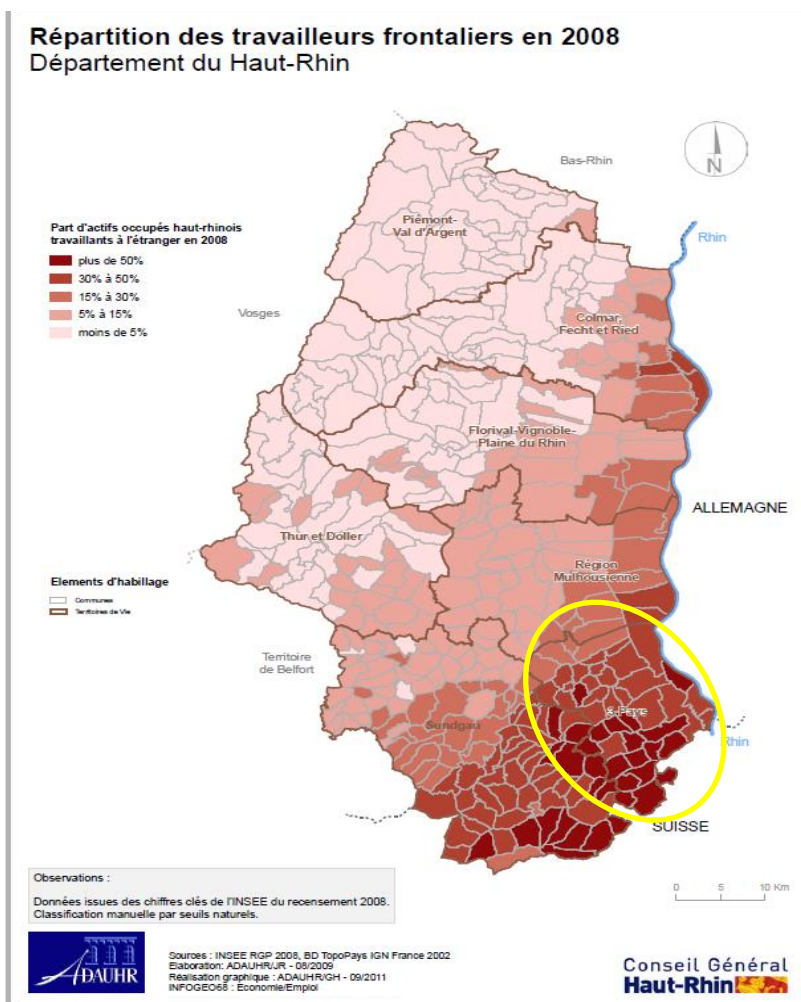 Répartition des travailleurs frontaliers en 2008
Département du Haut-Rhin
Bas-Rhin
N
Part d'actifs occupés haut-rhinois
travaillants à l'étranger en 2008
plus de 50%
30% à 50%
15% à 30%
5% à 15%
moins de 5%
Piémont-
Val d'Argent
Rhin
Vosges
Colmar,
Fecht et Ried
Florival-Vignoble-
Plaine du Rhin
ALLEMAGNE
Thur et Doller
Région
Mulhousienne
Elements d'habillage
Communes
Territoires de Vie
Territoire
de Belfort
Sundgau
3-Pays
Rhin
SUISSE
Observations :
Données issues des chiffres clés de l'INSEE du recensement 2008.
Classification manuelle par seuils naturels.
0 5 10 Km
ADAUHR
Sources : INSEE RGP 2008, BD TopoPays IGN France 2002
Elaboration: ADAUHR/JR - 08/2009
Réalisation graphique : ADAUHR/GH - 09/2011
INFOGEO68 : Economie/Emploi
Conseil Général
Haut-Rhin